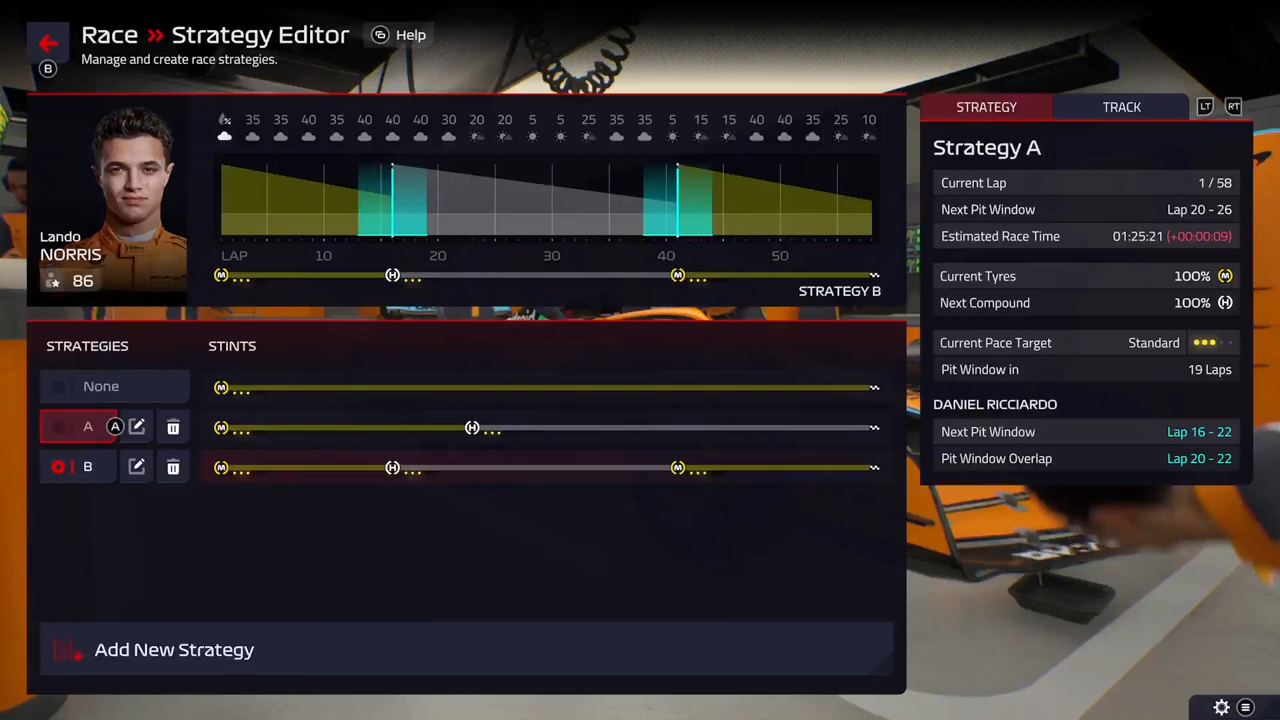 Race » Strategy Editor
Help
B
Manage and create race strategies.
Lando
NORRIS
86
% 35 35 40 35 40 40 40 30 20 20 5 5 25 35 35 5 15 15 40 40 35 25 10
LAP 10 20 30 40 50
M H M
STRATEGY B
STRATEGIES
STINTS
None
M
A A
M H
B
M H M
Add New Strategy
STRATEGY
TRACK
LT RT
Strategy A
Current Lap 1 / 58
Next Pit Window Lap 20 - 26
Estimated Race Time 01:25:21 (+00:00:09)
Current Tyres 100% M
Next Compound 100% H
Current Pace Target Standard
Pit Window in 19 Laps
DANIEL RICCIARDO
Next Pit Window Lap 16 - 22
Pit Window Overlap Lap 20 - 22